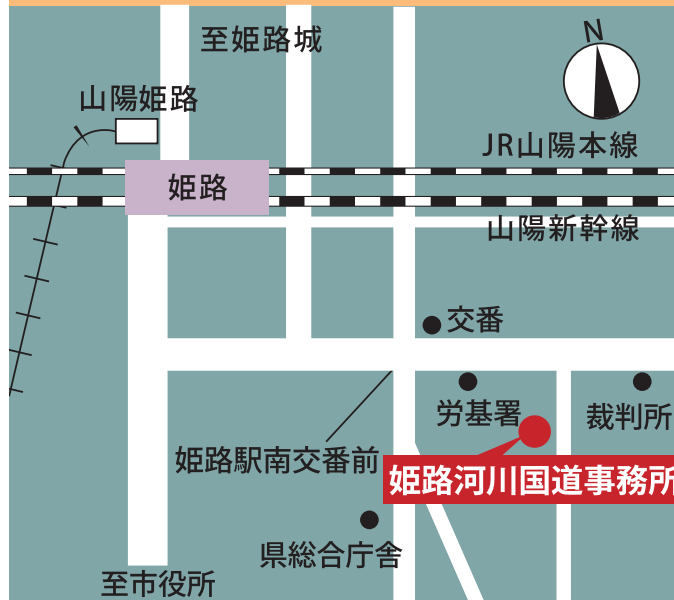 至姫路城
N
山陽姫路
JR山陽本線
姫路
山陽新幹線
交番
労基署
裁判所
姫路駅南交番前
姫路河川国道事務所
県総合庁舎
至市役所